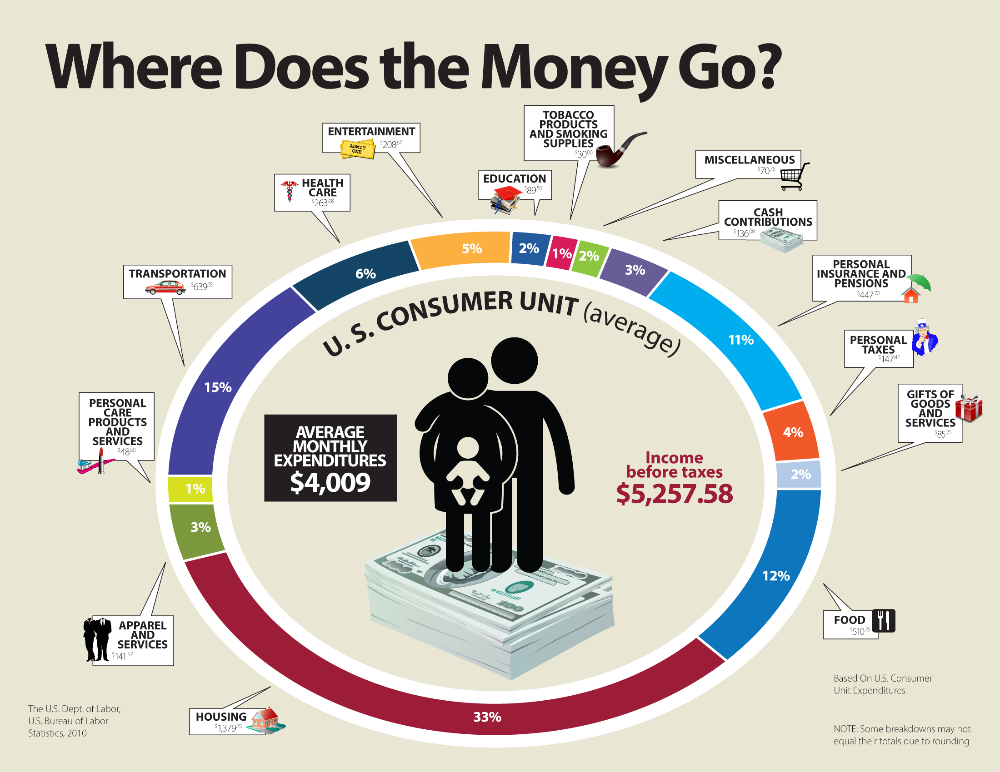 Where Does the Money Go?
TOBACCO
PRODUCTS
AND SMOKING
SUPPLIES
$30.00
ENTERTAINMENT
ADMIT
ONE
$208.67
MISCELLANEOUS
$70.75
EDUCATION
$89.50
HEALTH
CARE
$263.08
CASH
CONTRIBUTIONS
$136.08
PERSONAL
INSURANCE AND
PENSIONS
$447.70
TRANSPORTATION
$639.75
PERSONAL
TAXES
$147.42
GIFTS OF
GOODS
AND
SERVICES
$85.75
PERSONAL
CARE
PRODUCTS
AND
SERVICES
$48.50
5%
2%
1%
2%
3%
6%
11%
15%
4%
2%
1%
3%
12%
33%
U. S. CONSUMER UNIT (average)
AVERAGE
MONTHLY
EXPENDITURES
$4,009
Income
before taxes
$5,257.58
100
FOOD
$510.75
APPAREL
AND
SERVICES
$141.67
HOUSING
$1,379.75
The U.S. Dept. of Labor,
U.S. Bureau of Labor
Statistics, 2010
Based On U.S. Consumer
Unit Expenditures
NOTE: Some breakdowns may not
equal their totals due to rounding